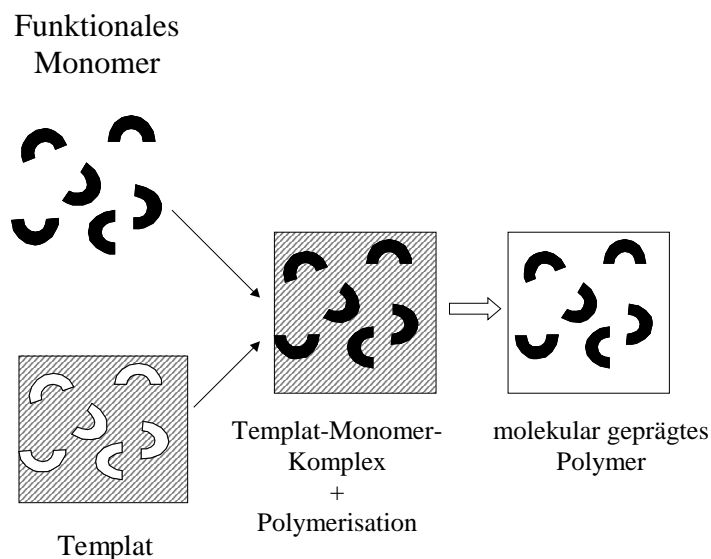 Funktionales
Monomer
Templat-Monomer-
Komplex
+
Polymerisation
molekular geprägtes
Polymer
Templat